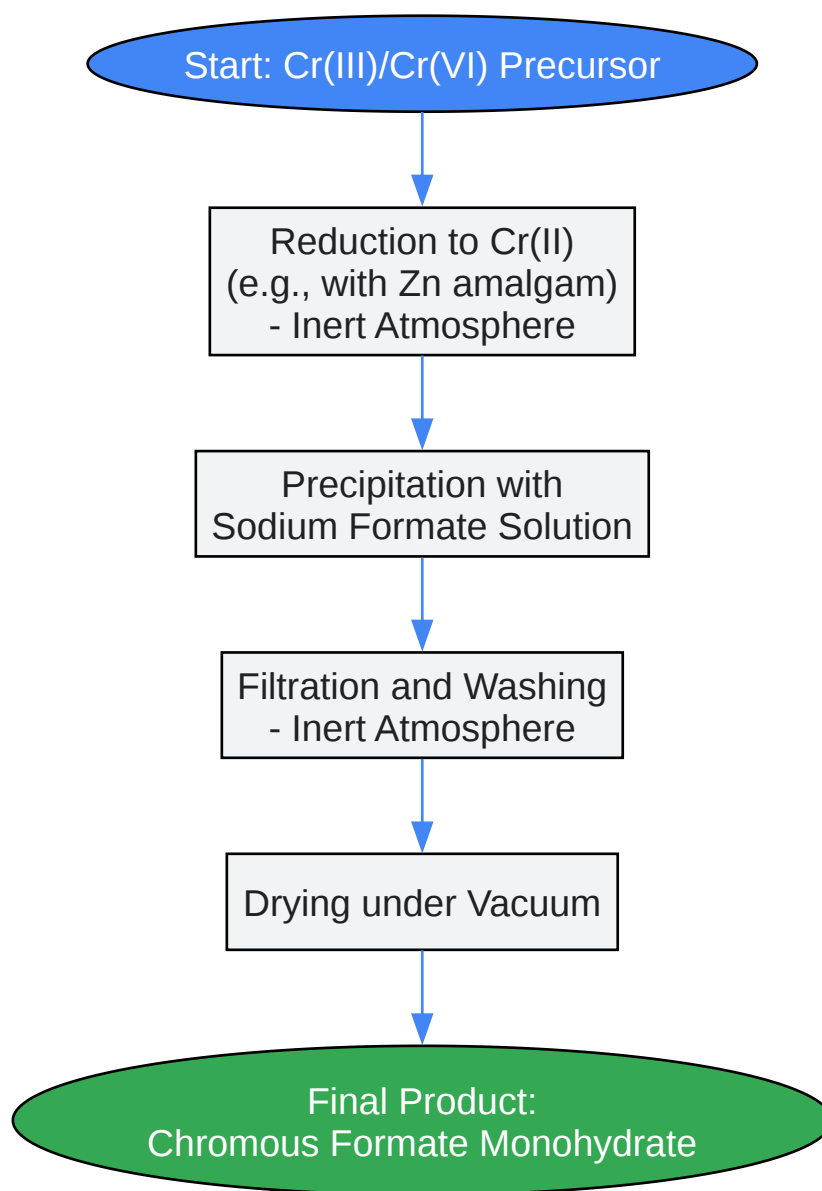 Start: Cr(III)/Cr(VI) Precursor
Reduction to Cr(II)
(e.g., with Zn amalgam)
- Inert Atmosphere
Precipitation with
Sodium Formate Solution
Filtration and Washing
- Inert Atmosphere
Drying under Vacuum
Final Product:
Chromous Formate Monohydrate